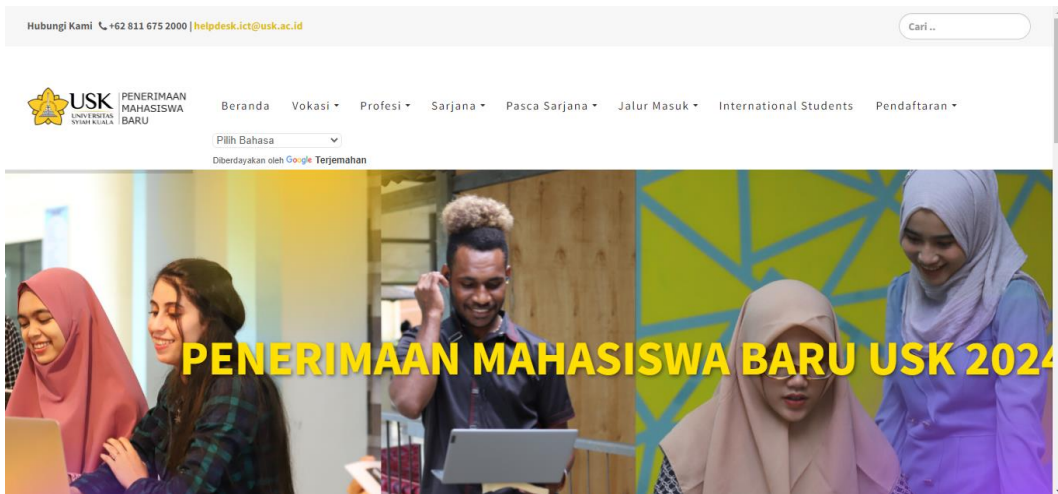 Hubungi Kami +62 811 675 2000 | helpdesk.ict@usk.ac.id
Cari ..
USK
UNIVERSITAS
SYIAH KUALA
PENERIMAAN
MAHASISWA
BARU
Beranda Vokasi Profesi Sarjana Pasca Sarjana Jalur Masuk International Students Pendaftaran
Pilih Bahasa
Diberdayakan oleh Google Terjemahan
PENERIMAAN MAHASISWA BARU USK 2024